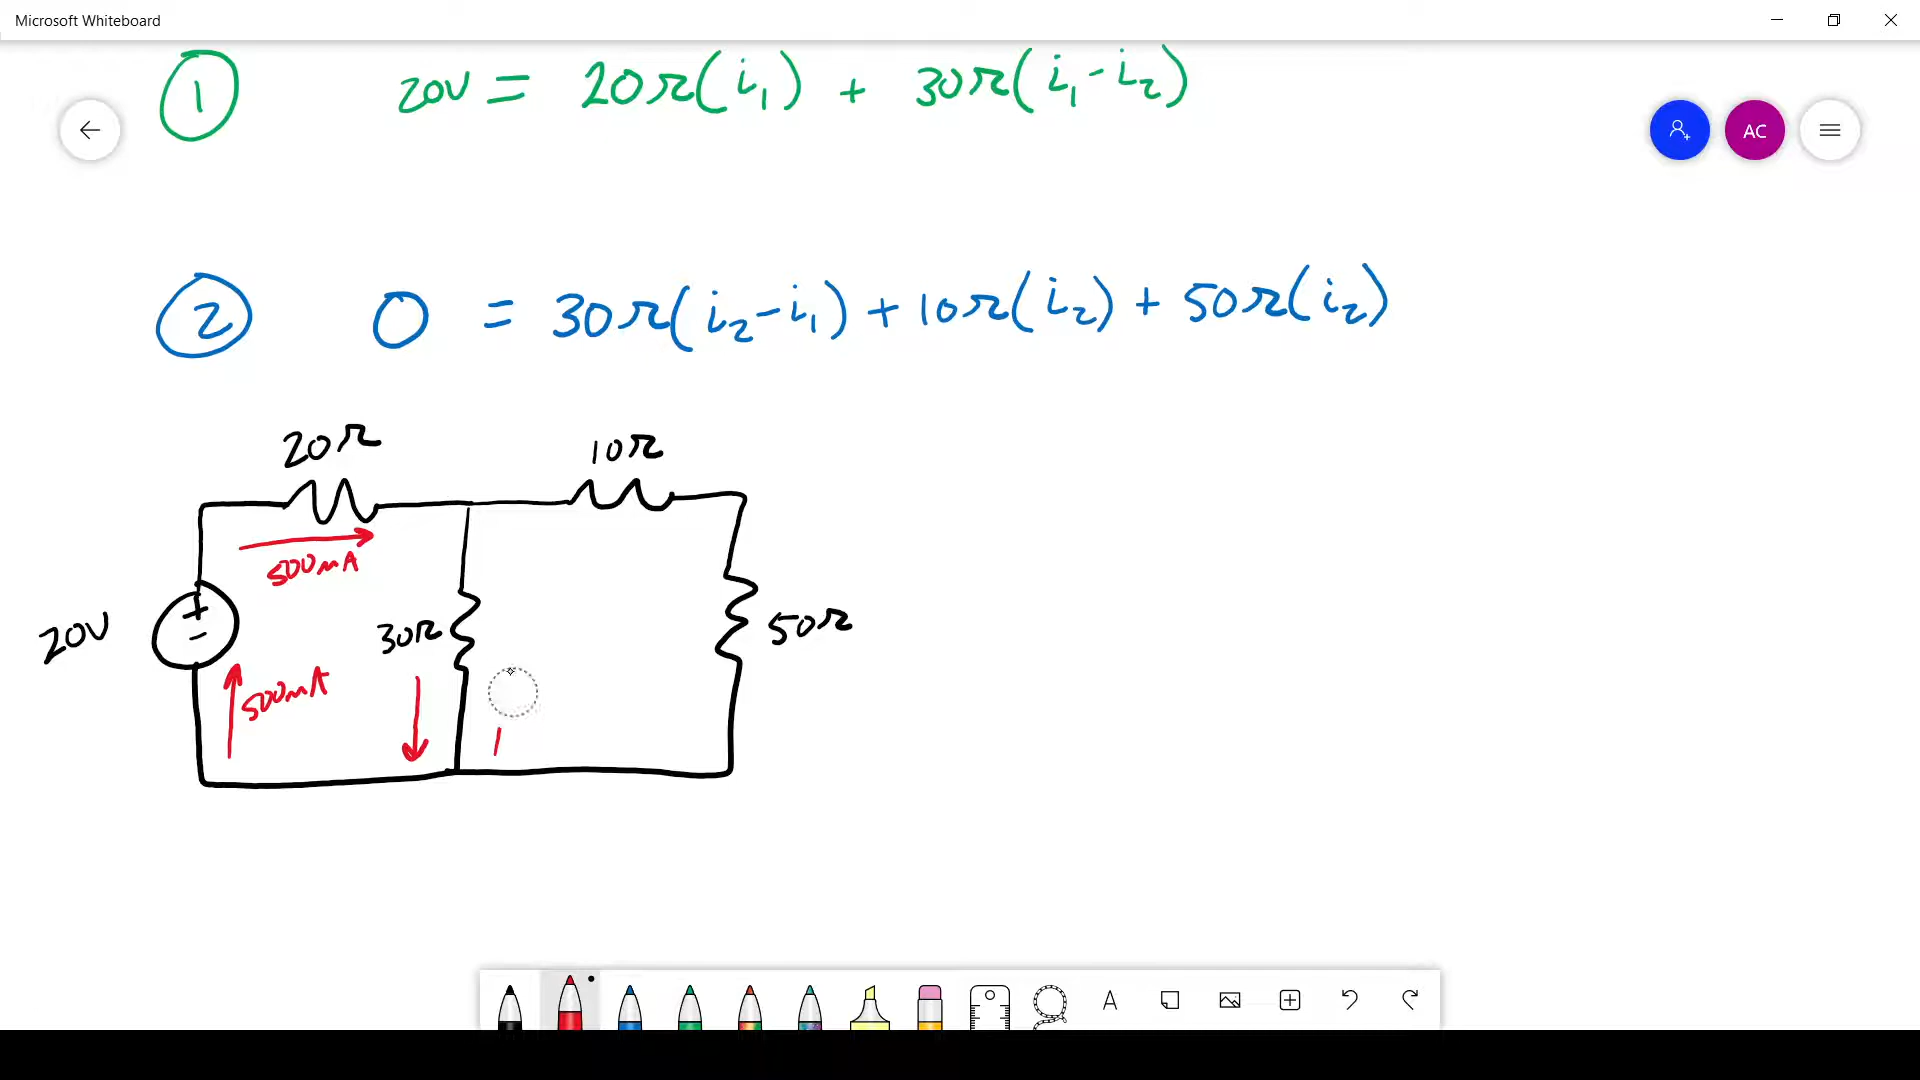 Microsoft Whiteboard
1 20V = 20Ω(i₁) + 30Ω(i₁-i₂)
AC
2 0 = 30Ω(i₂-i₁)+10Ω(i₂)+50Ω(i₂)
20Ω 10Ω
500mA
+
-
20V 30Ω 50Ω
500mA
A